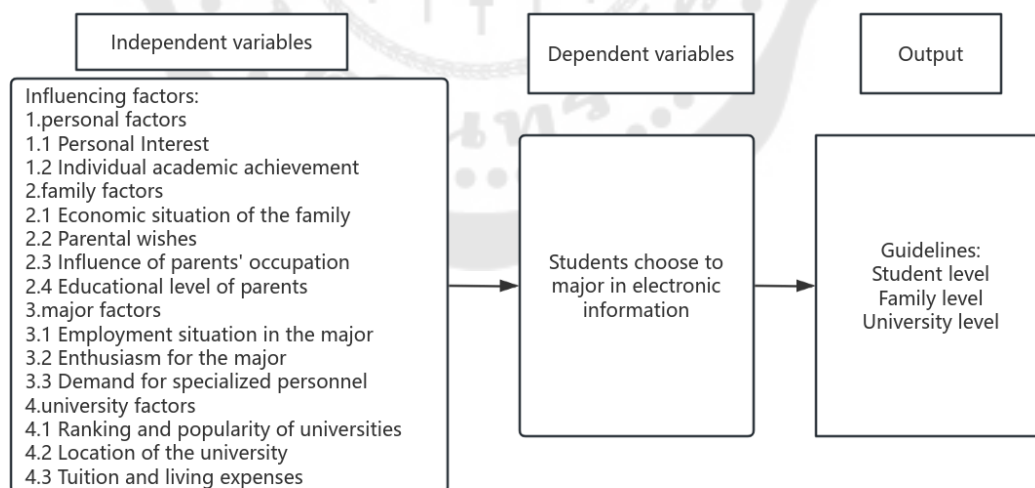 Independent variables
Dependent variables
Output
Influencing factors:
1.personal factors
1.1 Personal Interest
1.2 Individual academic achievement
2.family factors
2.1 Economic situation of the family
2.2 Parental wishes
2.3 Influence of parents' occupation
2.4 Educational level of parents
3.major factors
3.1 Employment situation in the major
3.2 Enthusiasm for the major
3.3 Demand for specialized personnel
4.university factors
4.1 Ranking and popularity of universities
4.2 Location of the university
4.3 Tuition and living expenses
Students choose to
major in electronic
information
Guidelines:
Student level
Family level
University level